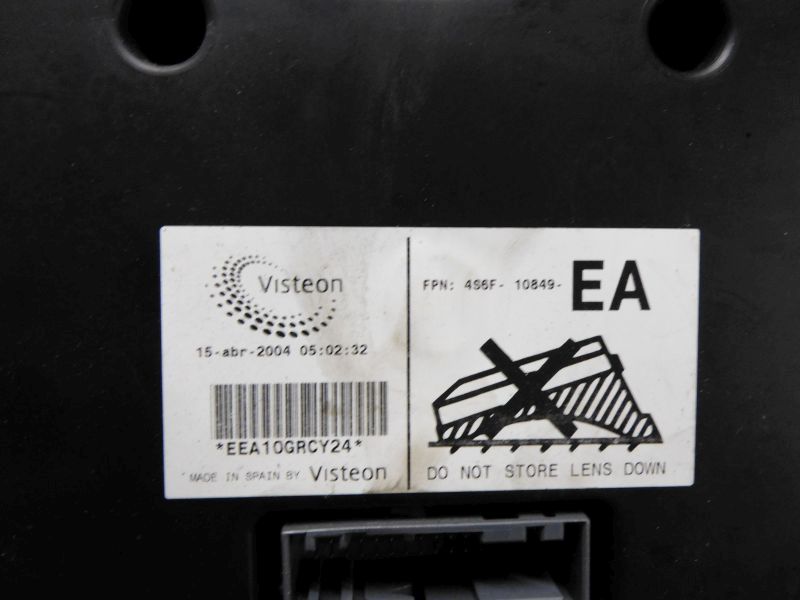 Visteon
15-abr-2004 05:02:32
*EEA10GRCY24*
MADE IN SPAIN BY Visteon
FPN: 4S6F- 10849- EA
DO NOT STORE LENS DOWN